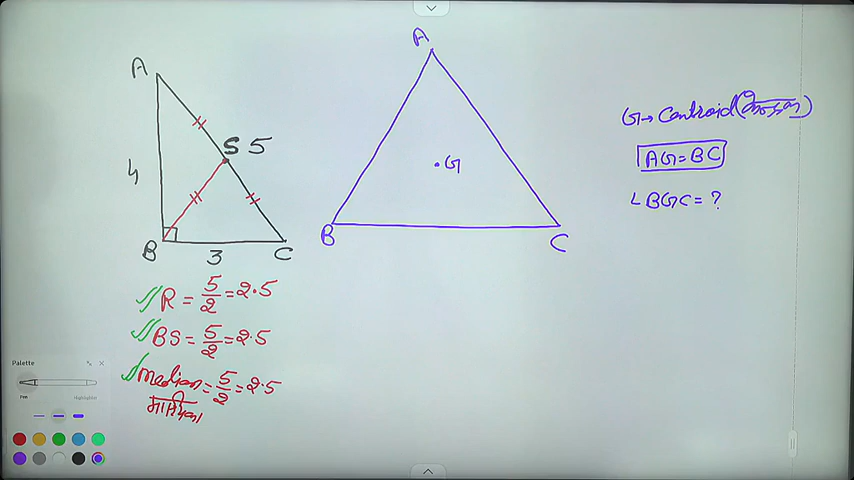 A
S 5
4
B
3
C
R = 5/2 = 2.5
BS = 5/2 = 2.5
median = 5/2 = 2.5
माध्यिका
A
.G
B
C
G→ Centroid (
AG = BC
∠BGC = ?
Palette
Pen
Highlighter